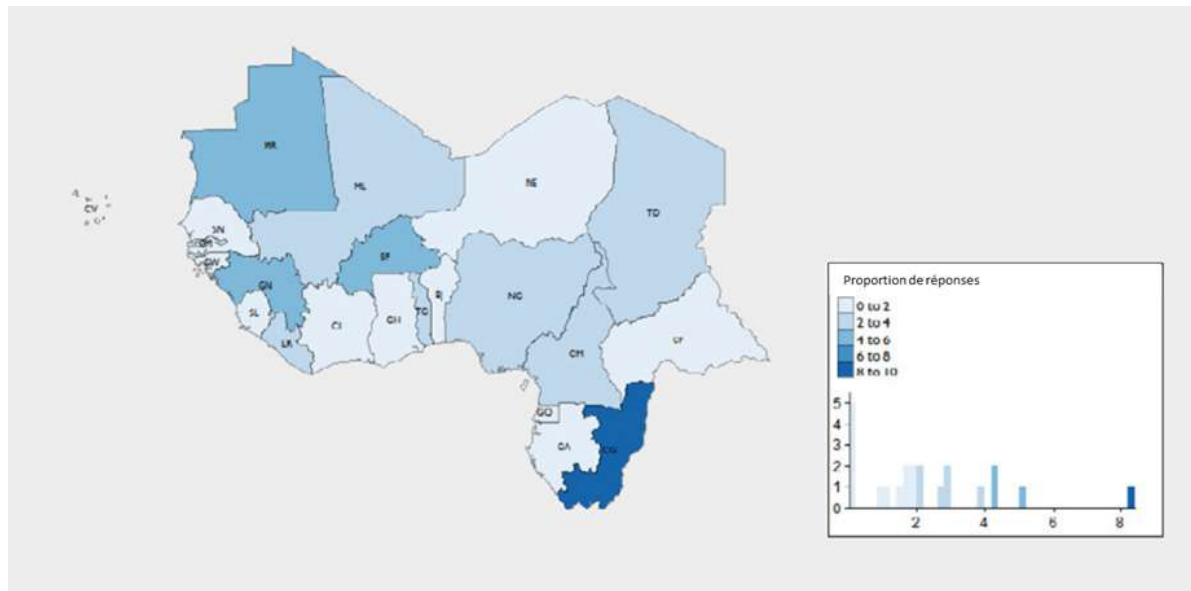 MR
ML
NE
TD
CV
SN
GM
GW
BF
GN
NG
BJ
SL
CI
GH
TG
LR
CM
CF
GQ
GA
CG
Proportion de réponses
0 to 2
2 to 4
4 to 6
6 to 8
8 to 10
5
4
3
2
1
0
2
4
6
8